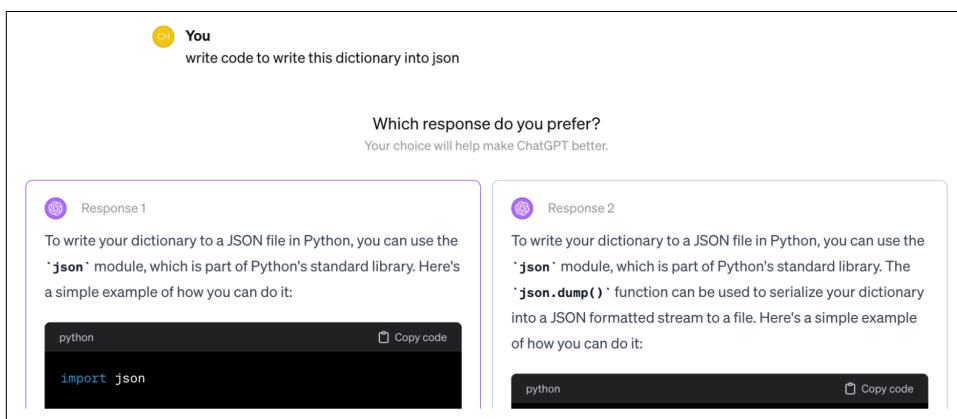 CH You
write code to write this dictionary into json
Which response do you prefer?
Your choice will help make ChatGPT better.
Response 1
To write your dictionary to a JSON file in Python, you can use the
`json` module, which is part of Python's standard library. Here's
a simple example of how you can do it:
python Copy code
import json
Response 2
To write your dictionary to a JSON file in Python, you can use the
`json` module, which is part of Python's standard library. The
`json.dump()` function can be used to serialize your dictionary
into a JSON formatted stream to a file. Here's a simple example
of how you can do it:
python Copy code